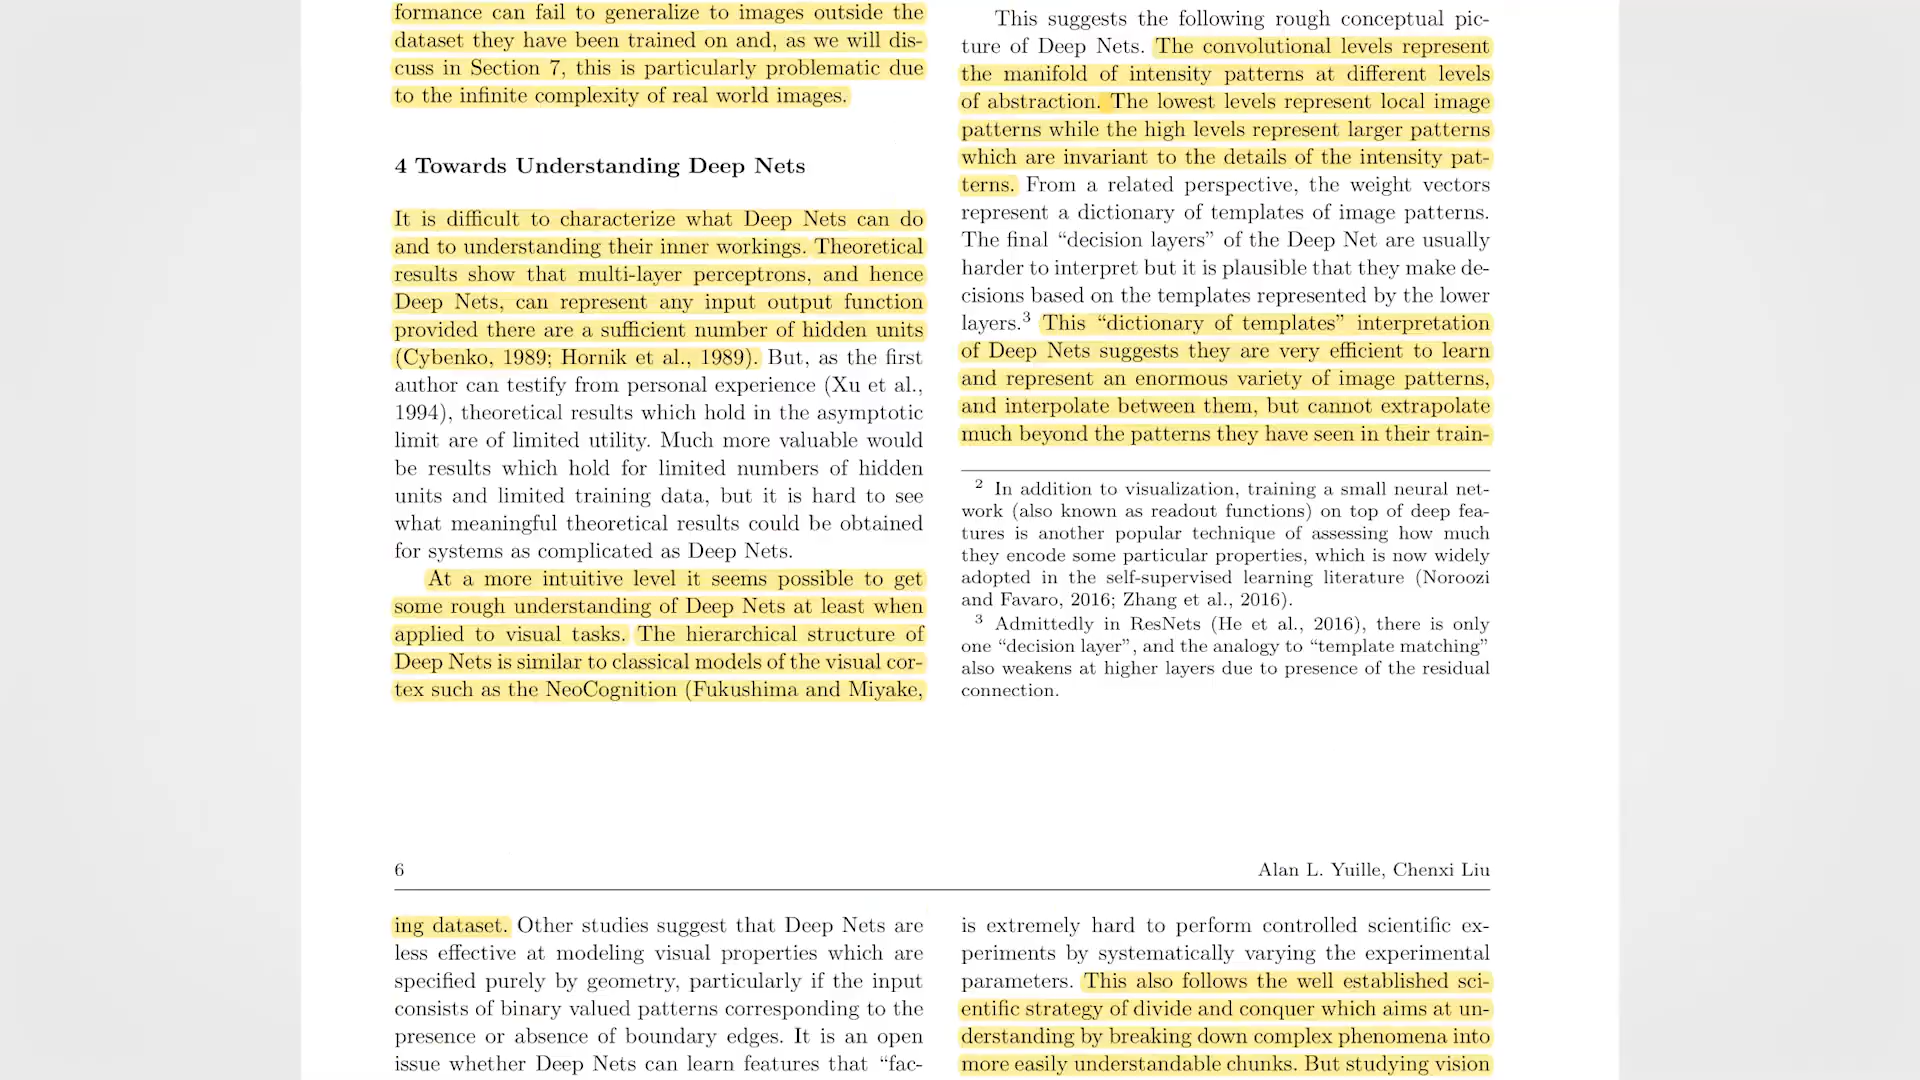 formance can fail to generalize to images outside the
dataset they have been trained on and, as we will dis-
cuss in Section 7, this is particularly problematic due
to the infinite complexity of real world images.
4 Towards Understanding Deep Nets
It is difficult to characterize what Deep Nets can do
and to understanding their inner workings. Theoretical
results show that multi-layer perceptrons, and hence
Deep Nets, can represent any input output function
provided there are a sufficient number of hidden units
(Cybenko, 1989; Hornik et al., 1989). But, as the first
author can testify from personal experience (Xu et al.,
1994), theoretical results which hold in the asymptotic
limit are of limited utility. Much more valuable would
be results which hold for limited numbers of hidden
units and limited training data, but it is hard to see
what meaningful theoretical results could be obtained
for systems as complicated as Deep Nets.
At a more intuitive level it seems possible to get
some rough understanding of Deep Nets at least when
applied to visual tasks. The hierarchical structure of
Deep Nets is similar to classical models of the visual cor-
tex such as the NeoCognition (Fukushima and Miyake,
This suggests the following rough conceptual pic-
ture of Deep Nets. The convolutional levels represent
the manifold of intensity patterns at different levels
of abstraction. The lowest levels represent local image
patterns while the high levels represent larger patterns
which are invariant to the details of the intensity pat-
terns. From a related perspective, the weight vectors
represent a dictionary of templates of image patterns.
The final “decision layers” of the Deep Net are usually
harder to interpret but it is plausible that they make de-
cisions based on the templates represented by the lower
layers.3 This “dictionary of templates” interpretation
of Deep Nets suggests they are very efficient to learn
and represent an enormous variety of image patterns,
and interpolate between them, but cannot extrapolate
much beyond the patterns they have seen in their train-
2 In addition to visualization, training a small neural net-
work (also known as readout functions) on top of deep fea-
tures is another popular technique of assessing how much
they encode some particular properties, which is now widely
adopted in the self-supervised learning literature (Noroozi
and Favaro, 2016; Zhang et al., 2016).
3 Admittedly in ResNets (He et al., 2016), there is only
one “decision layer”, and the analogy to “template matching”
also weakens at higher layers due to presence of the residual
connection.
6
Alan L. Yuille, Chenxi Liu
ing dataset. Other studies suggest that Deep Nets are
less effective at modeling visual properties which are
specified purely by geometry, particularly if the input
consists of binary valued patterns corresponding to the
presence or absence of boundary edges. It is an open
issue whether Deep Nets can learn features that “fac-
is extremely hard to perform controlled scientific ex-
periments by systematically varying the experimental
parameters. This also follows the well established sci-
entific strategy of divide and conquer which aims at un-
derstanding by breaking down complex phenomena into
more easily understandable chunks. But studying vision